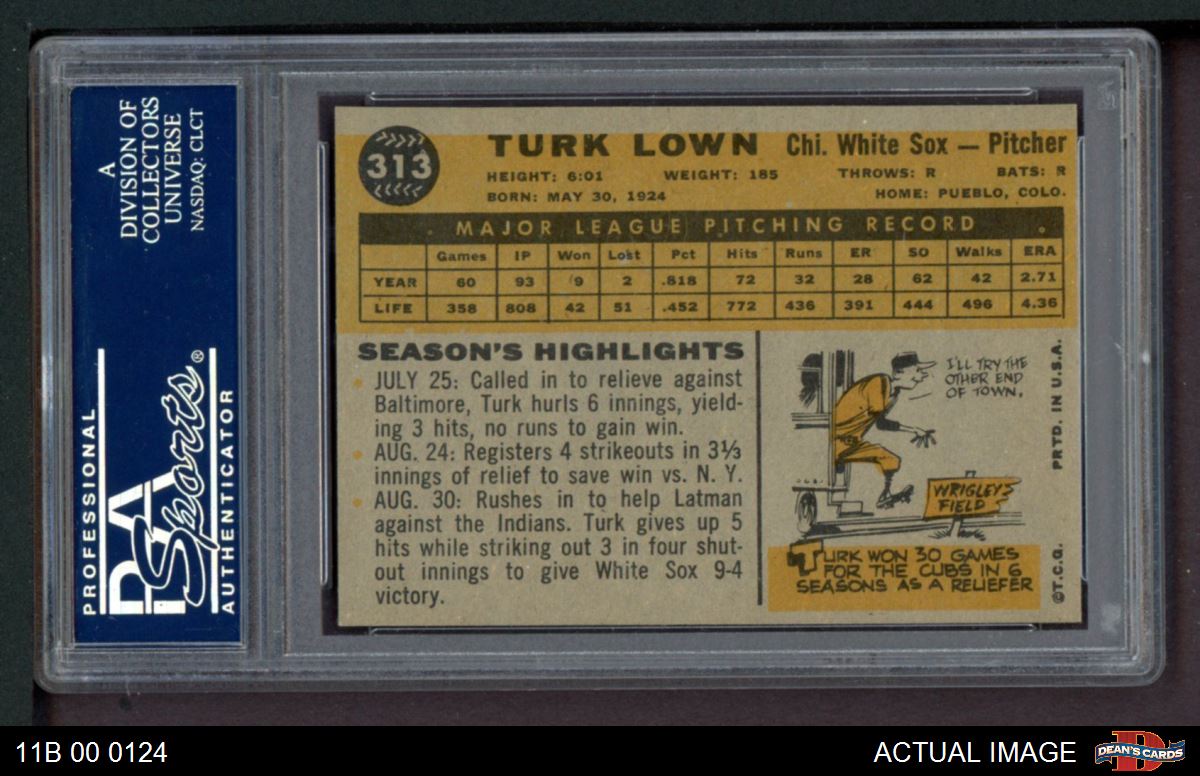 A
DIVISION OF
COLLECTORS
UNIVERSE
NASDAQ: CLCT
PROFESSIONAL
PSA
Sports®
AUTHENTICATOR
313
TURK LOWN Chi. White Sox — Pitcher
HEIGHT: 6:01 WEIGHT: 185 THROWS: R BATS: R
BORN: MAY 30, 1924 HOME: PUEBLO, COLO.
MAJOR LEAGUE PITCHING RECORD
Games IP Won Lost Pct Hits Runs ER SO Walks ERA
YEAR 60 93 9 2 .818 72 32 28 62 42 2.71
LIFE 358 808 42 51 .452 772 436 391 444 496 4.36
SEASON'S HIGHLIGHTS
• JULY 25: Called in to relieve against
Baltimore, Turk hurls 6 innings, yield-
ing 3 hits, no runs to gain win.
• AUG. 24: Registers 4 strikeouts in 3⅓
innings of relief to save win vs. N. Y.
• AUG. 30: Rushes in to help Latman
against the Indians. Turk gives up 5
hits while striking out 3 in four shut-
out innings to give White Sox 9-4
victory.
I'LL TRY THE
OTHER END
OF TOWN.
WRIGLEY'S
FIELD
TURK WON 30 GAMES
FOR THE CUBS IN 6
SEASONS AS A RELIEFER
©T.C.G. PRTD. IN U.S.A.
11B 00 0124 ACTUAL IMAGE
DEAN'S CARDS